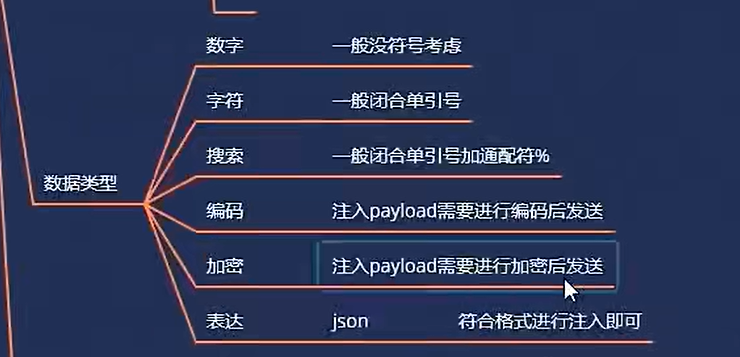 数字 一般没符号考虑
字符 一般闭合单引号
搜索 一般闭合单引号加通配符%
数据类型
编码 注入payload需要进行编码后发送
加密 注入payload需要进行加密后发送
表达 json 符合格式进行注入即可